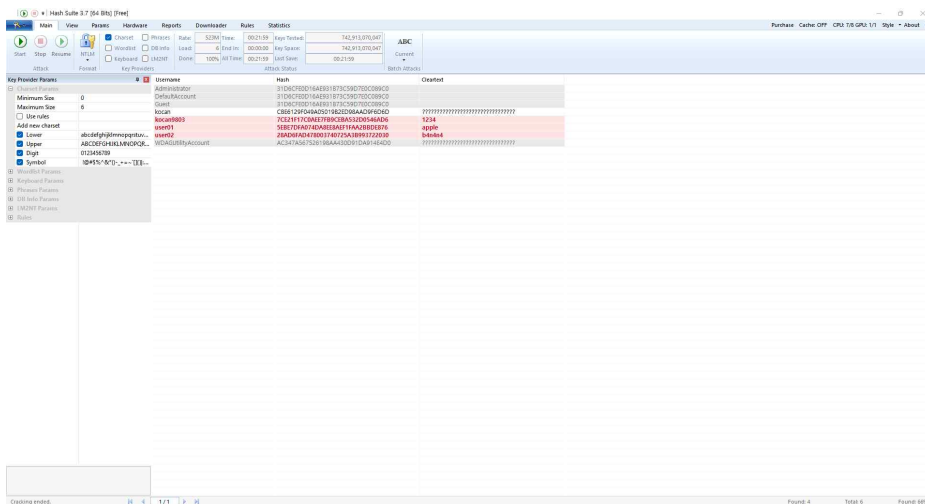 Hash Suite 3.7 [64 Bits] [Free]
Main View Params Hardware Reports Downloader Rules Statistics
Purchase Cache: OFF CPU: 7/8 GPU: 1/1 Style About
Charset Phrases Rate: 523M Time: 00:21:59 Keys Tested: 742,913,070,047
Wordlist DB Info Load: 6 End In: 00:00:00 Key Space: 742,913,070,047
Keyboard LM2NT Done: 100% All Time: 00:21:59 Last Save: 00:21:59
Start Stop Resume NTLM ABC Current
Attack Format Key Providers Attack Status Batch Attacks
Key Provider Params Username Hash Cleartext
Charset Params Administrator 31D6CFE0D16AE931B73C59D7E0C089C0
Minimum Size 0 DefaultAccount 31D6CFE0D16AE931B73C59D7E0C089C0
Maximum Size 6 Guest 31D6CFE0D16AE931B73C59D7E0C089C0
Use rules kocan
Add new charset kocan9803 7CE21F17C0AEE7FB9CEBA532D0546AD6 1234
Lower abcdefghijklmnopqrstuv... user01 5EBE7DFA074DA8EE8AEF1FAA2BBDE876 apple
Upper ABCDEFGHIJKLMNOPQR... user02 b4n4n4
Digit 0123456789 WDAGUtilityAccount
Symbol
Wordlist Params
Keyboard Params
Phrases Params
DB Info Params
LM2NT Params
Rules
Cracking ended. 1/1 Found: 4 Total: 6